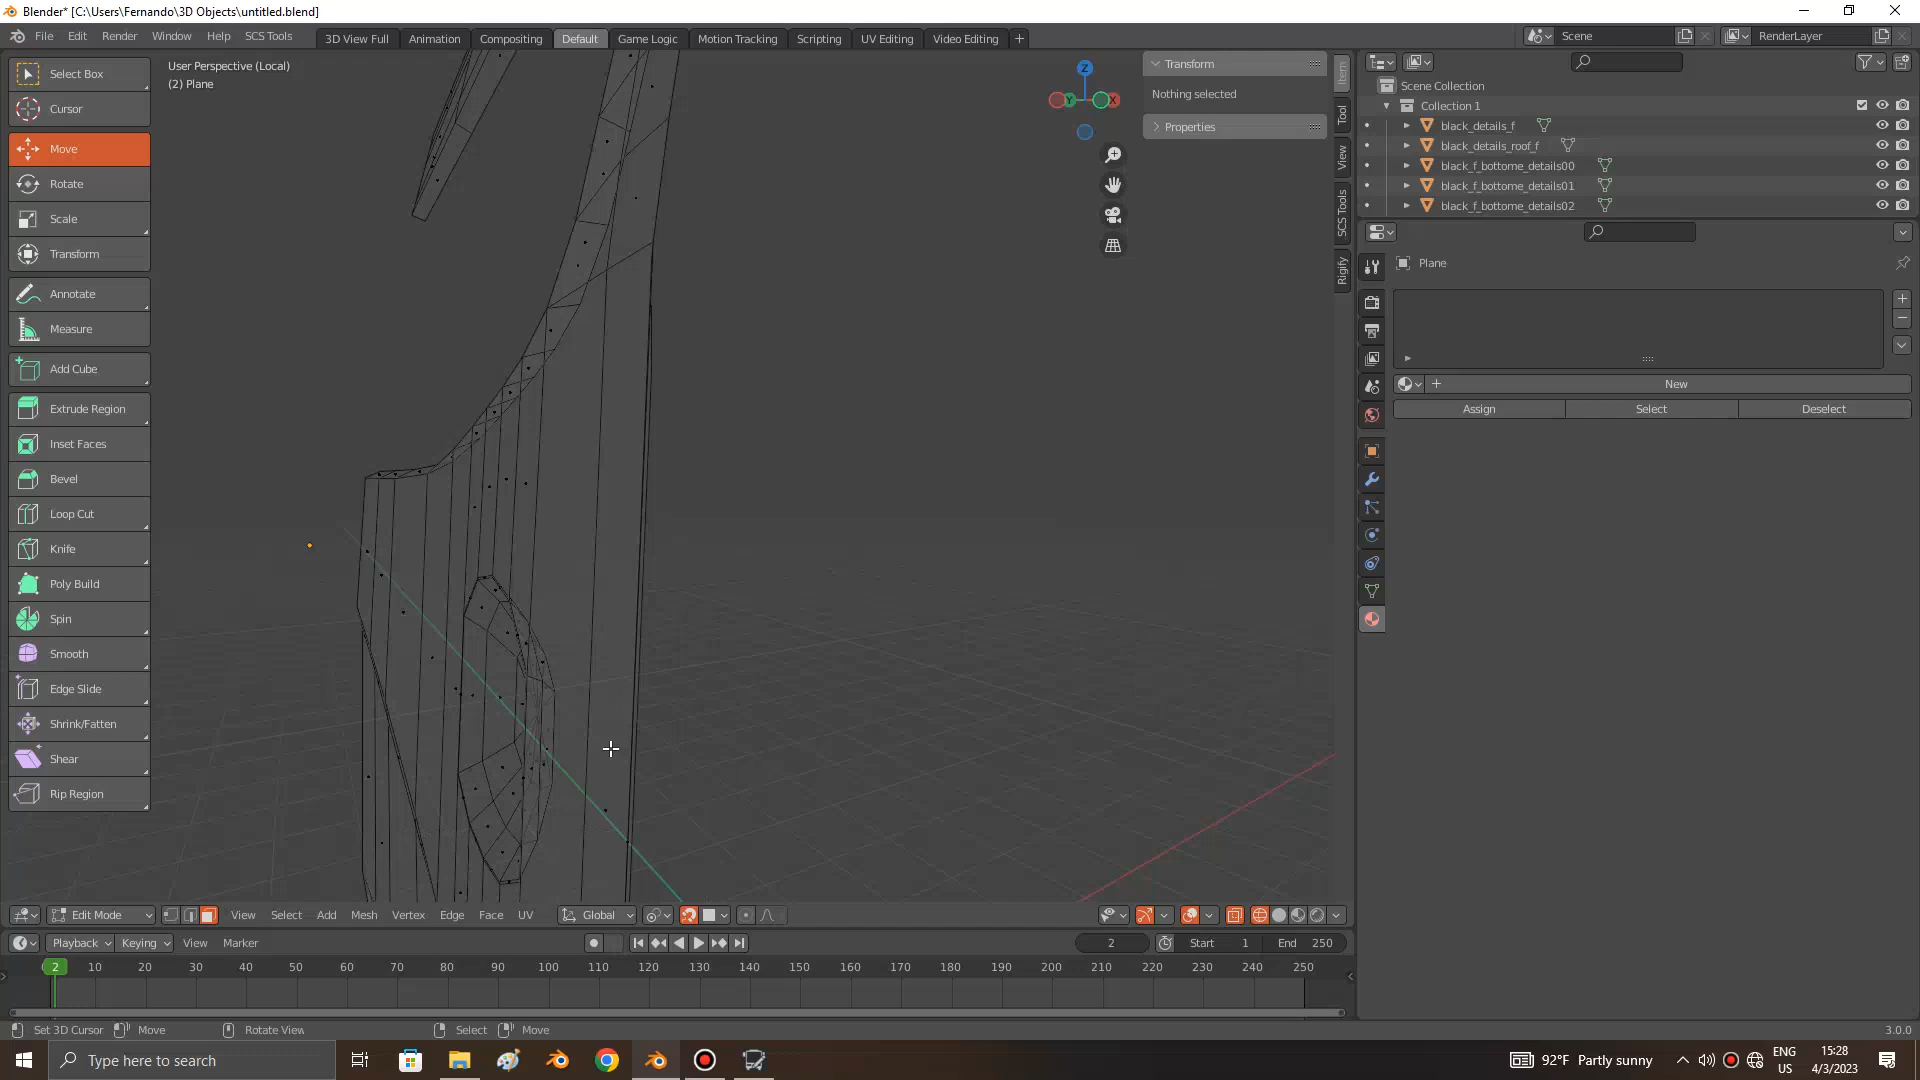 Blender* [C:\Users\Fernando\3D Objects\untitled.blend]
File Edit Render Window Help SCS Tools 3D View Full Animation Compositing Default Game Logic Motion Tracking Scripting UV Editing Video Editing + Scene RenderLayer
Select Box
Cursor
Move
Rotate
Scale
Transform
Annotate
Measure
Add Cube
Extrude Region
Inset Faces
Bevel
Loop Cut
Knife
Poly Build
Spin
Smooth
Edge Slide
Shrink/Fatten
Shear
Rip Region
User Perspective (Local)
(2) Plane
Z
Y
X
Transform
Nothing selected
Properties
Item
Tool
View
SCS Tools
Rigify
Scene Collection
Collection 1
black_details_f
black_details_roof_f
black_f_bottome_details00
black_f_bottome_details01
black_f_bottome_details02
Plane
New
Assign Select Deselect
Edit Mode View Select Add Mesh Vertex Edge Face UV Global
Playback Keying View Marker 2 Start 1 End 250
2 10 20 30 40 50 60 70 80 90 100 110 120 130 140 150 160 170 180 190 200 210 220 230 240 250
Set 3D Cursor Move Rotate View Select Move 3.0.0
Type here to search
92°F Partly sunny
ENG
US
15:28
4/3/2023